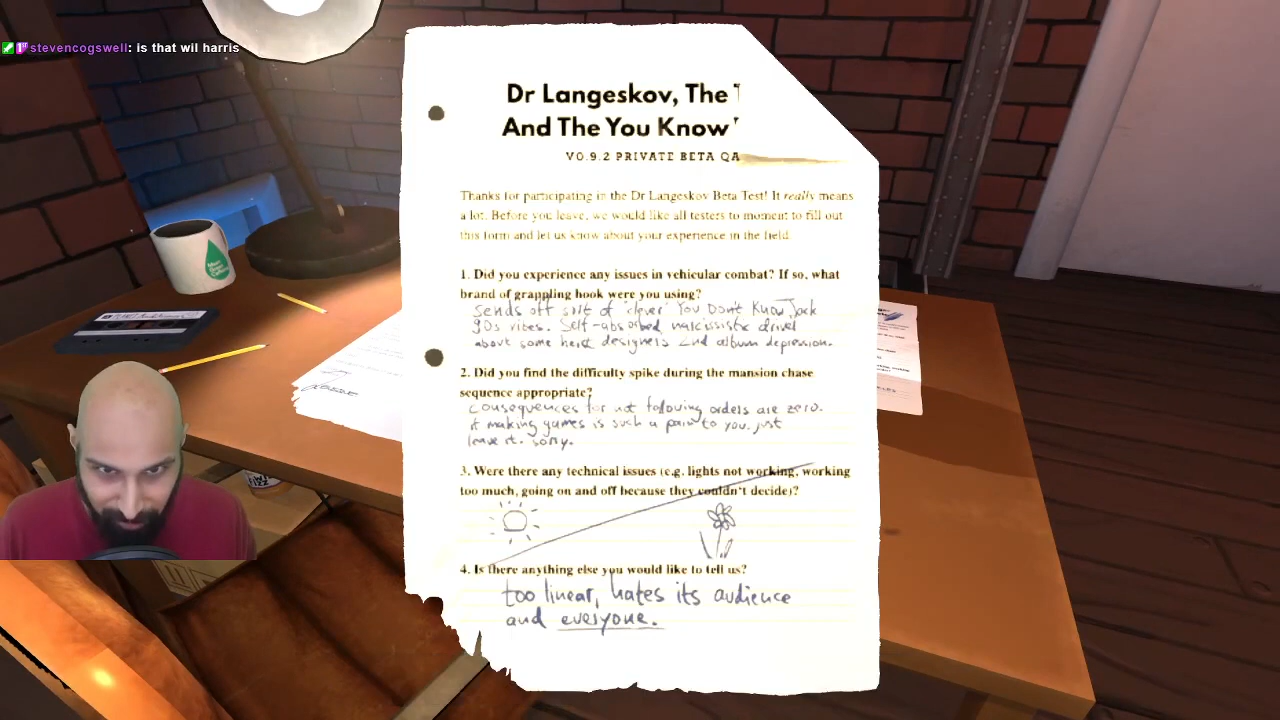 stevencogswell: is that wil harris
Dr Langeskov, The
And The You Know
V0.9.2 PRIVATE BETA QA
Thanks for participating in the Dr Langeskov Beta Test! It really means
a lot. Before you leave, we would like all testers to moment to fill out
this form and let us know about your experience in the field.
1. Did you experience any issues in vehicular combat? If so, what
brand of grappling hook were you using?
Sends off sort of 'clever' You Don't Know Jack
90s vibes. Self-absorbed narcissistic drivel
about some heist designers 2nd album depression.
2. Did you find the difficulty spike during the mansion chase
sequence appropriate?
Consequences for not following orders are zero.
if making games is such a pain to you. just
leave it. sorry.
3. Were there any technical issues (e.g. lights not working, working
too much, going on and off because they couldn't decide)?
4. Is there anything else you would like to tell us?
too linear, hates its audience
and everyone.